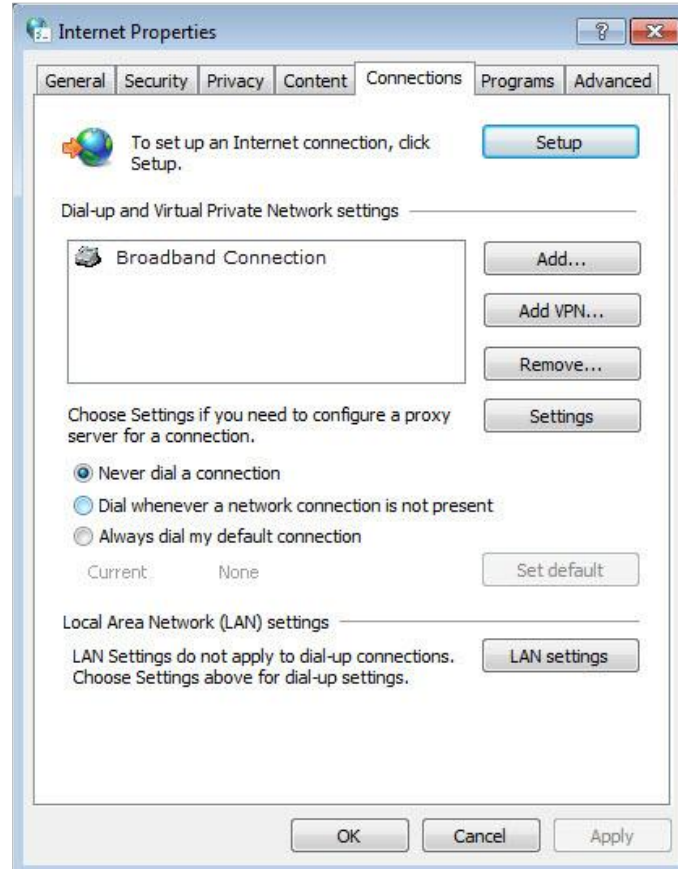 Internet Properties
General Security Privacy Content Connections Programs Advanced
To set up an Internet connection, click
Setup.
Setup
Dial-up and Virtual Private Network settings
Broadband Connection
Add...
Add VPN...
Remove...
Choose Settings if you need to configure a proxy
server for a connection.
Settings
Never dial a connection
Dial whenever a network connection is not present
Always dial my default connection
Current None
Set default
Local Area Network (LAN) settings
LAN Settings do not apply to dial-up connections.
Choose Settings above for dial-up settings.
LAN settings
OK Cancel Apply